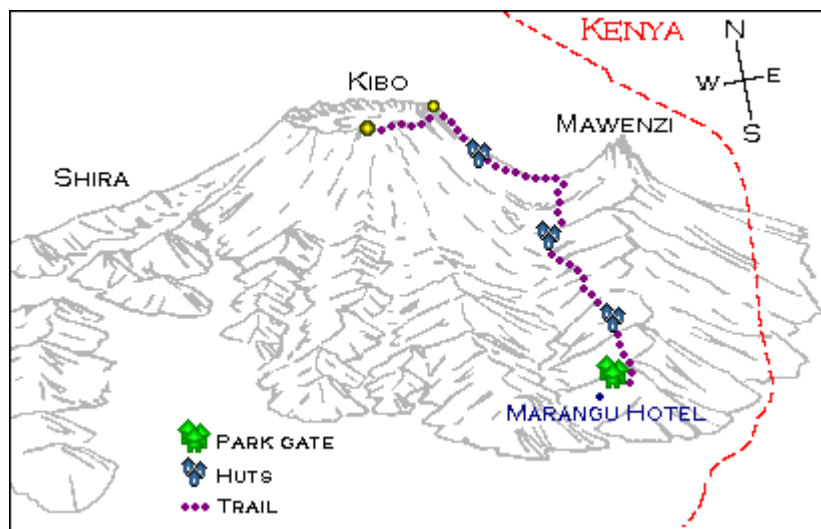 KENYA
N
W E
S
KIBO
MAWENZI
SHIRA
MARANGU HOTEL
PARK GATE
HUTS
TRAIL